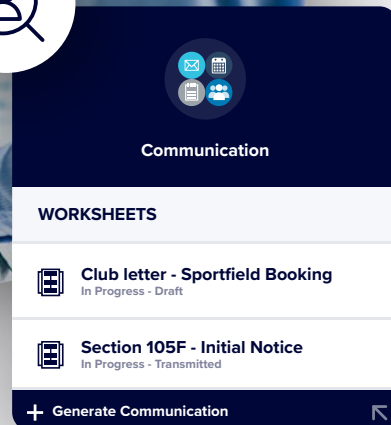 Communication
WORKSHEETS
Club letter - Sportfield Booking
In Progress - Draft
Section 105F - Initial Notice
In Progress - Transmitted
Generate Communication